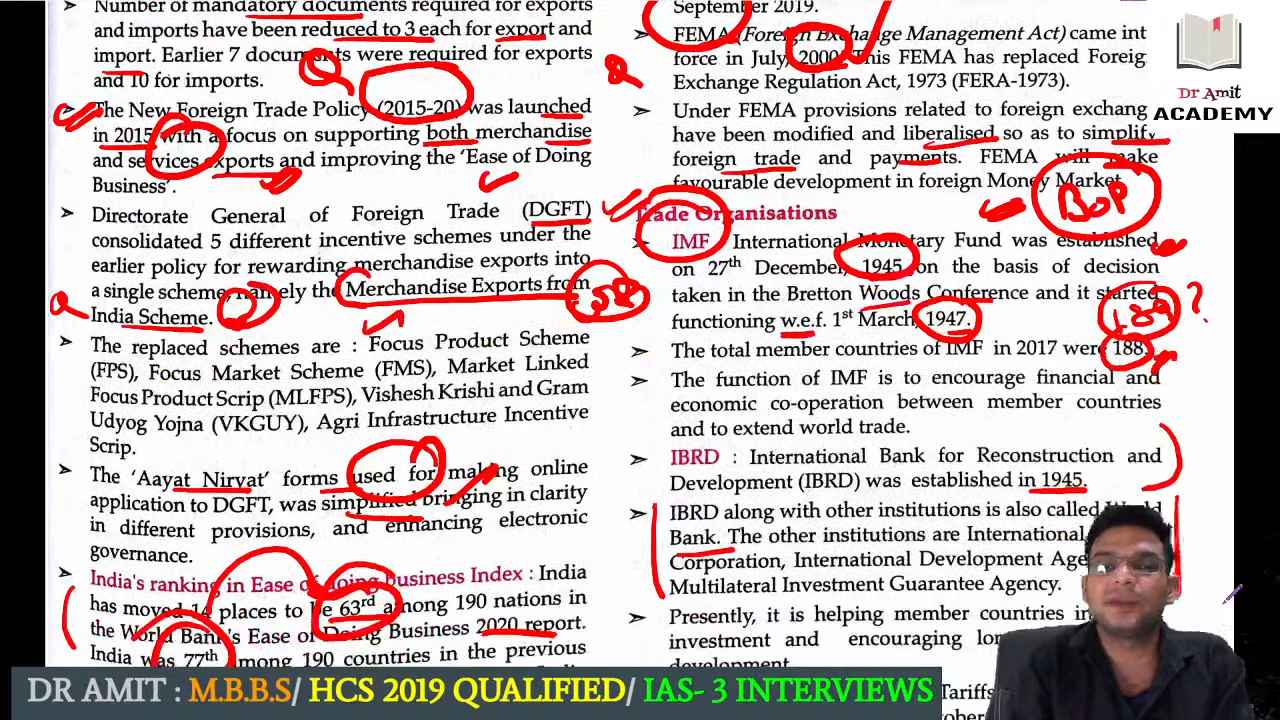 Number of mandatory documents required for exports
and imports have been reduced to 3 each for export and
import. Earlier 7 documents were required for exports
and 10 for imports.
The New Foreign Trade Policy (2015-20) was launched
in 2015 with a focus on supporting both merchandise
and services exports and improving the 'Ease of Doing
Business'.
Directorate General of Foreign Trade (DGFT)
consolidated 5 different incentive schemes under the
earlier policy for rewarding merchandise exports into
a single scheme, namely the Merchandise Exports from
India Scheme.
The replaced schemes are : Focus Product Scheme
(FPS), Focus Market Scheme (FMS), Market Linked
Focus Product Scrip (MLFPS), Vishesh Krishi and Gram
Udyog Yojna (VKGUY), Agri Infrastructure Incentive
Scrip.
The 'Aayat Niryat' forms used for making online
application to DGFT, was simplified bringing in clarity
in different provisions, and enhancing electronic
governance.
India's ranking in Ease of doing Business Index : India
has moved 14 places to be 63rd among 190 nations in
the World Bank's Ease of Doing Business 2020 report.
India was 77th among 190 countries in the previous
September 2019.
FEMA (Foreign Exchange Management Act) came int
force in July, 2000. This FEMA has replaced Foreig
Exchange Regulation Act, 1973 (FERA-1973).
Under FEMA provisions related to foreign exchang
have been modified and liberalised so as to simplify
foreign trade and payments. FEMA will make
favourable development in foreign Money Market.
BOP
Trade Organisations
IMF International Monetary Fund was established
on 27th December, 1945 on the basis of decision
taken in the Bretton Woods Conference and it started
functioning w.e.f. 1st March, 1947.
189?
The total member countries of IMF in 2017 were 188.
The function of IMF is to encourage financial and
economic co-operation between member countries
and to extend world trade.
IBRD : International Bank for Reconstruction and
Development (IBRD) was established in 1945.
IBRD along with other institutions is also called World
Bank. The other institutions are International
Corporation, International Development
Multilateral Investment Guarantee Agency.
Presently, it is helping member countries
investment and encouraging
development.
Tariffs
Dr Amit
ACADEMY
DR AMIT : M.B.B.S/ HCS 2019 QUALIFIED/ IAS- 3 INTERVIEWS